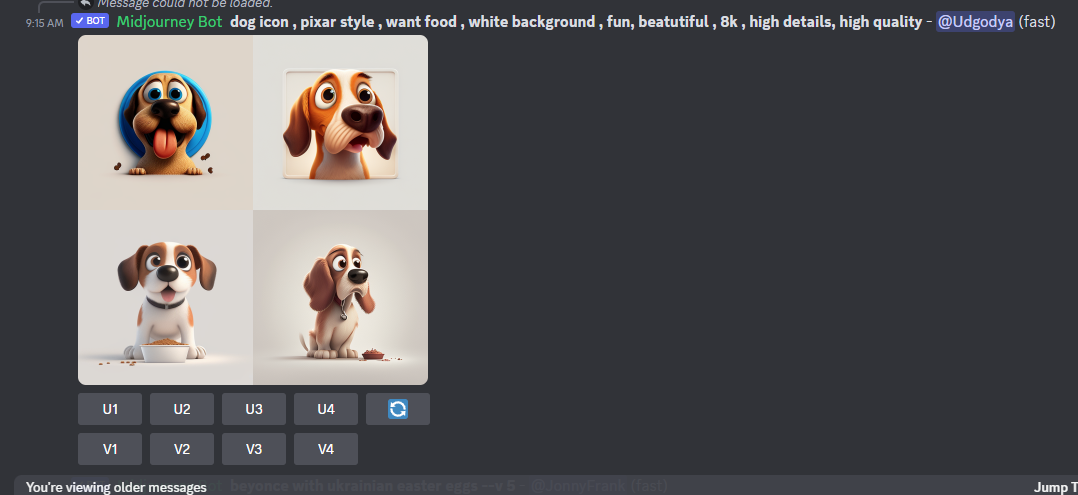 Message could not be loaded.
9:15 AM ✓ BOT Midjourney Bot dog icon , pixar style , want food , white background , fun, beatutiful , 8k , high details, high quality - @Udgodya (fast)
U1 U2 U3 U4
V1 V2 V3 V4
beyonce with ukrainian easter eggs --v 5 - @JonnyFrank (fast)
You're viewing older messages Jump T